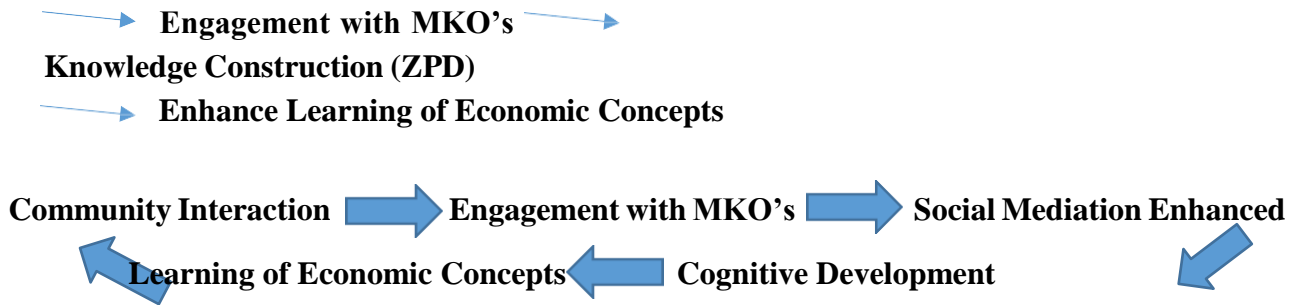 Engagement with MKO's
Knowledge Construction (ZPD)
Enhance Learning of Economic Concepts
Community Interaction Engagement with MKO's Social Mediation Enhanced
Learning of Economic Concepts Cognitive Development